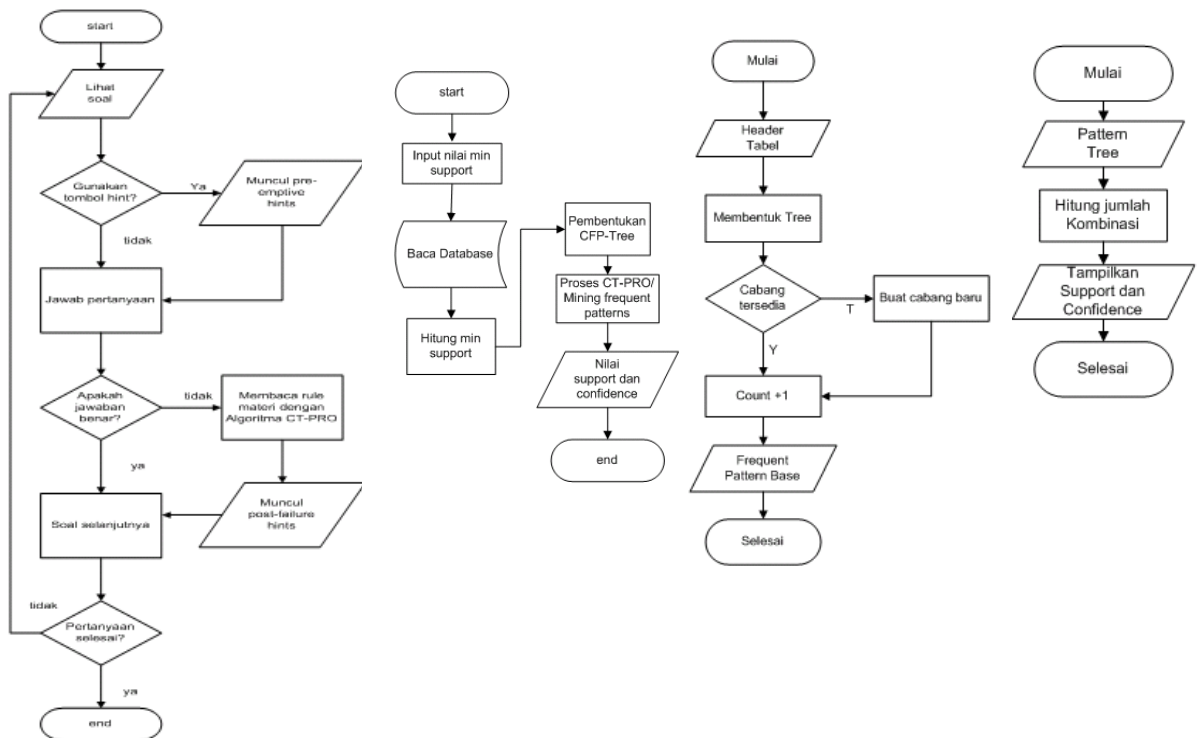 start
Lihat
soal
Gunakan
tombol hint?
Ya
Muncul pre-
emptive
hints
tidak
Jawab pertanyaan
Apakah
jawaban
benar?
tidak
Membaca rule
materi dengan
Algoritma CT-PRO
ya
Soal selanjutnya
Muncul
post-failure
hints
tidak
Pertanyaan
selesai?
ya
end
start
Input nilai min
support
Baca Database
Hitung min
support
Pembentukan
CFP-Tree
Proses CT-PRO/
Mining frequent
patterns
Nilai
support dan
confidence
end
Mulai
Header
Tabel
Membentuk Tree
Cabang
tersedia
T
Buat cabang baru
Y
Count +1
Frequent
Pattern Base
Selesai
Mulai
Pattern
Tree
Hitung jumlah
Kombinasi
Tampilkan
Support dan
Confidence
Selesai